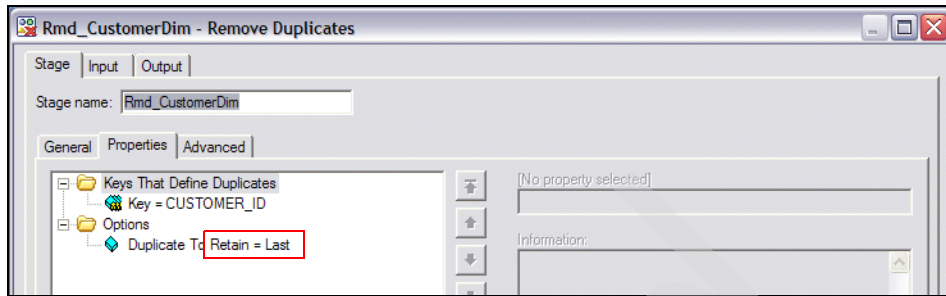 Rmd_CustomerDim - Remove Duplicates
Stage Input Output
Stage name: Rmd_CustomerDim
General Properties Advanced
Keys That Define Duplicates
Key = CUSTOMER_ID
Options
Duplicate To Retain = Last
[No property selected]
Information: